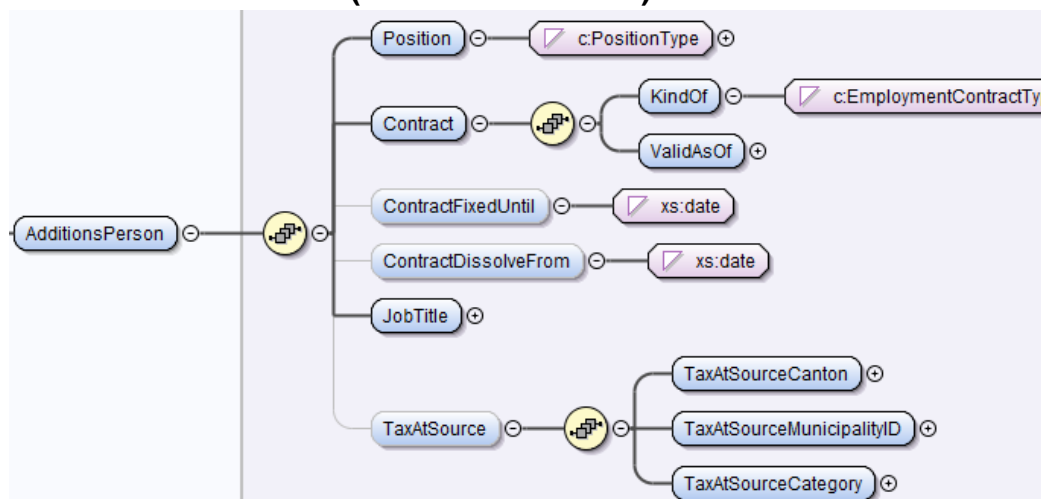 Position
c:PositionType
KindOf
c:EmploymentContractTy
Contract
ValidAsOf
ContractFixedUntil
xs:date
AdditionsPerson
ContractDissolveFrom
xs:date
JobTitle
TaxAtSourceCanton
TaxAtSource
TaxAtSourceMunicipalityID
TaxAtSourceCategory